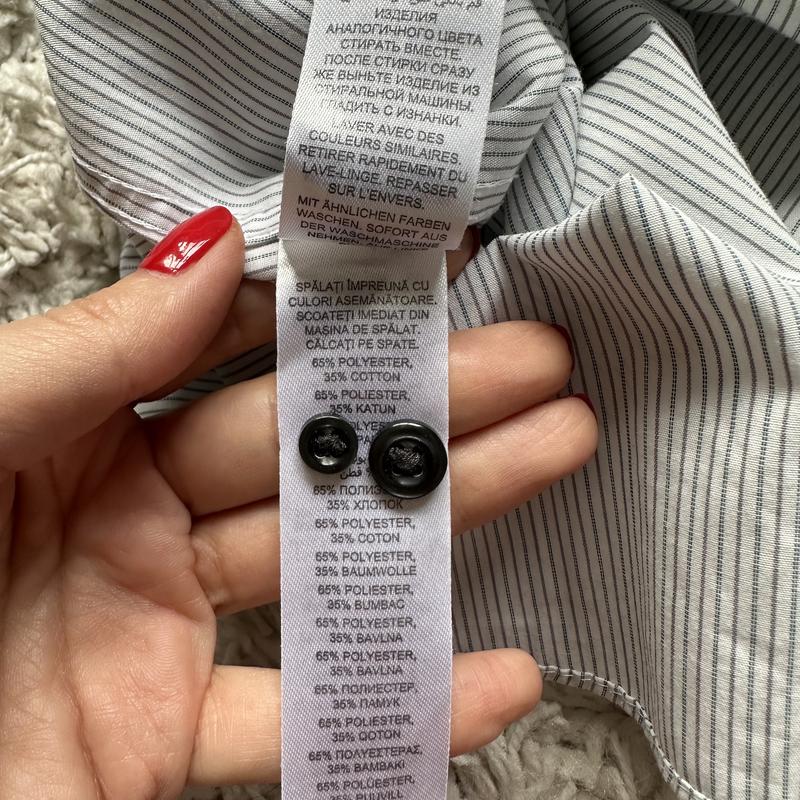 ИЗДЕЛИЯ
АНАЛОГИЧНОГО ЦВЕТА
СТИРАТЬ ВМЕСТЕ.
ПОСЛЕ СТИРКИ СРАЗУ
ЖЕ ВЫНЬТЕ ИЗДЕЛИЕ ИЗ
СТИРАЛЬНОЙ МАШИНЫ.
ГЛАДИТЬ С ИЗНАНКИ.
LAVER AVEC DES
COULEURS SIMILAIRES.
RETIRER RAPIDEMENT DU
LAVE-LINGE. REPASSER
SUR L'ENVERS.
MIT ÄHNLICHEN FARBEN
WASCHEN. SOFORT AUS
DER WASCHMASCHINE
NEHMEN.
SPĂLAȚI ÎMPREUNĂ CU
CULORI ASEMĂNĂTOARE.
SCOATEȚI IMEDIAT DIN
MASINA DE SPĂLAT.
CĂLCAȚI PE SPATE.
65% POLYESTER,
35% COTTON
65% POLIESTER,
35% KATUN
قطن
65%
35% ХЛОПОК
65% POLYESTER,
35% COTON
65% POLYESTER,
35% BAUMWOLLE
65% POLIESTER,
35% BUMBAC
65% POLYESTER,
35% BAVLNA
65% POLYESTER,
35% BAVLNA
65% ПОЛИЕСТЕР,
35% ПАМУК
65% POLIESTER,
35% QOTON
65% ΠΟΛΥΕΣΤΕΡΑΣ,
35% ΒΑΜΒΑΚΙ
65% POLÜESTER,
35% PUUVILL